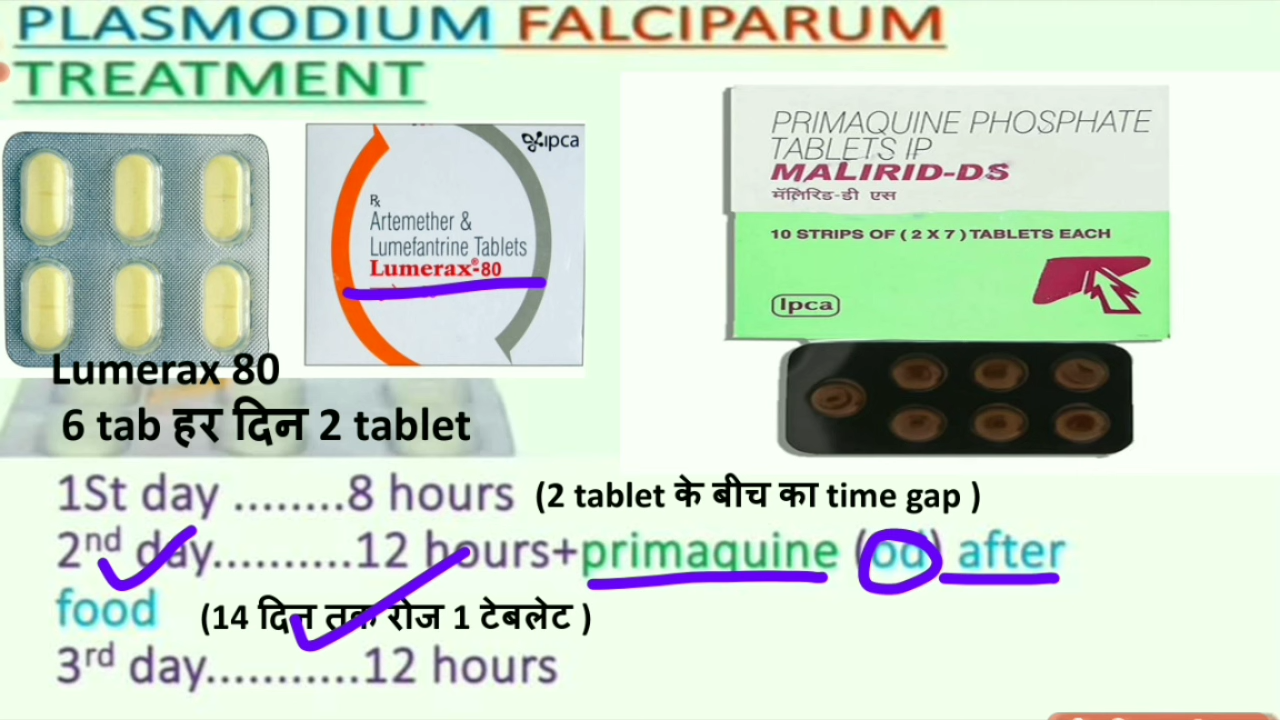 PLASMODIUM FALCIPARUM
TREATMENT
ipca
Rx
Artemether &
Lumefantrine Tablets
Lumerax®-80
PRIMAQUINE PHOSPHATE
TABLETS IP
MALIRID-DS
मॅलिरिड-डी एस
10 STRIPS OF ( 2 X 7 ) TABLETS EACH
Ipca
Lumerax 80
6 tab हर दिन 2 tablet
1St day ........8 hours (2 tablet के बीच का time gap )
2nd day..........12 hours+primaquine (od) after
food (14 दिन तक रोज 1 टेबलेट )
3rd day...........12 hours